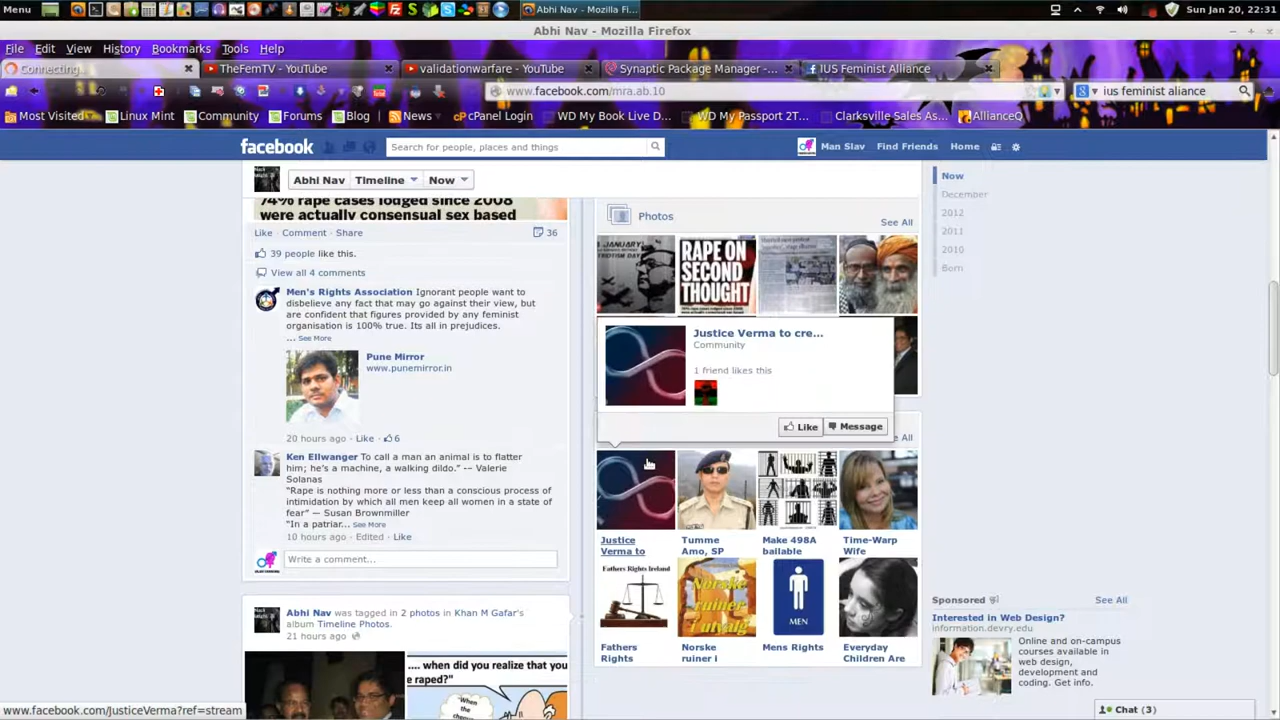 Menu
Abhi Nav - Mozilla Fi...
Sun Jan 20, 22:31
Abhi Nav - Mozilla Firefox
File Edit View History Bookmarks Tools Help
Connecting...
TheFemTV - YouTube
validationwarfare - YouTube
Synaptic Package Manager -...
IUS Feminist Aliance
www.facebook.com/mra.ab.10
ius feminist aliance
Most Visited
Linux Mint
Community
Forums
Blog
News
cPanel Login
WD My Book Live D...
WD My Passport 2T...
Clarksville Sales As...
AllianceQ
facebook
Search for people, places and things
Man Slav
Find Friends
Home
Abhi Nav
Timeline
Now
74% rape cases lodged since 2008
were actually consensual sex based
Like · Comment · Share
36
39 people like this.
View all 4 comments
Men's Rights Association Ignorant people want to
disbelieve any fact that may go against their view, but
are confident that figures provided by any feminist
organisation is 100% true. Its all in prejudices.
... See More
Pune Mirror
www.punemirror.in
20 hours ago · Like · 6
Ken Ellwanger To call a man an animal is to flatter
him; he's a machine, a walking dildo." -- Valerie
Solanas
"Rape is nothing more or less than a conscious process of
intimidation by which all men keep all women in a state of
fear" — Susan Brownmiller
"In a patriar... See More
10 hours ago · Edited · Like
Write a comment...
Abhi Nav was tagged in 2 photos in Khan M Gafar's
album Timeline Photos.
21 hours ago
.... when did you realize that you
e raped?"
"When
Photos
See All
JANUARY:
RAPE ON
SECOND
THOUGHT
Justice Verma to cre...
Community
1 friend likes this
Like
Message
e All
Justice
Verma to
Tumme
Amo, SP
Make 498A
bailable
Time-Warp
Wife
Fathers Rights Ireland
Norske
ruiner
i utvalg
MEN
Fathers
Rights
Norske
ruiner i
Mens Rights
Everyday
Children Are
Now
December
2012
2011
2010
Born
Sponsored
See All
Interested in Web Design?
information.devry.edu
Online and on-campus
courses available in
web design,
development and
coding. Get info.
Chat (3)
www.facebook.com/JusticeVerma?ref=stream